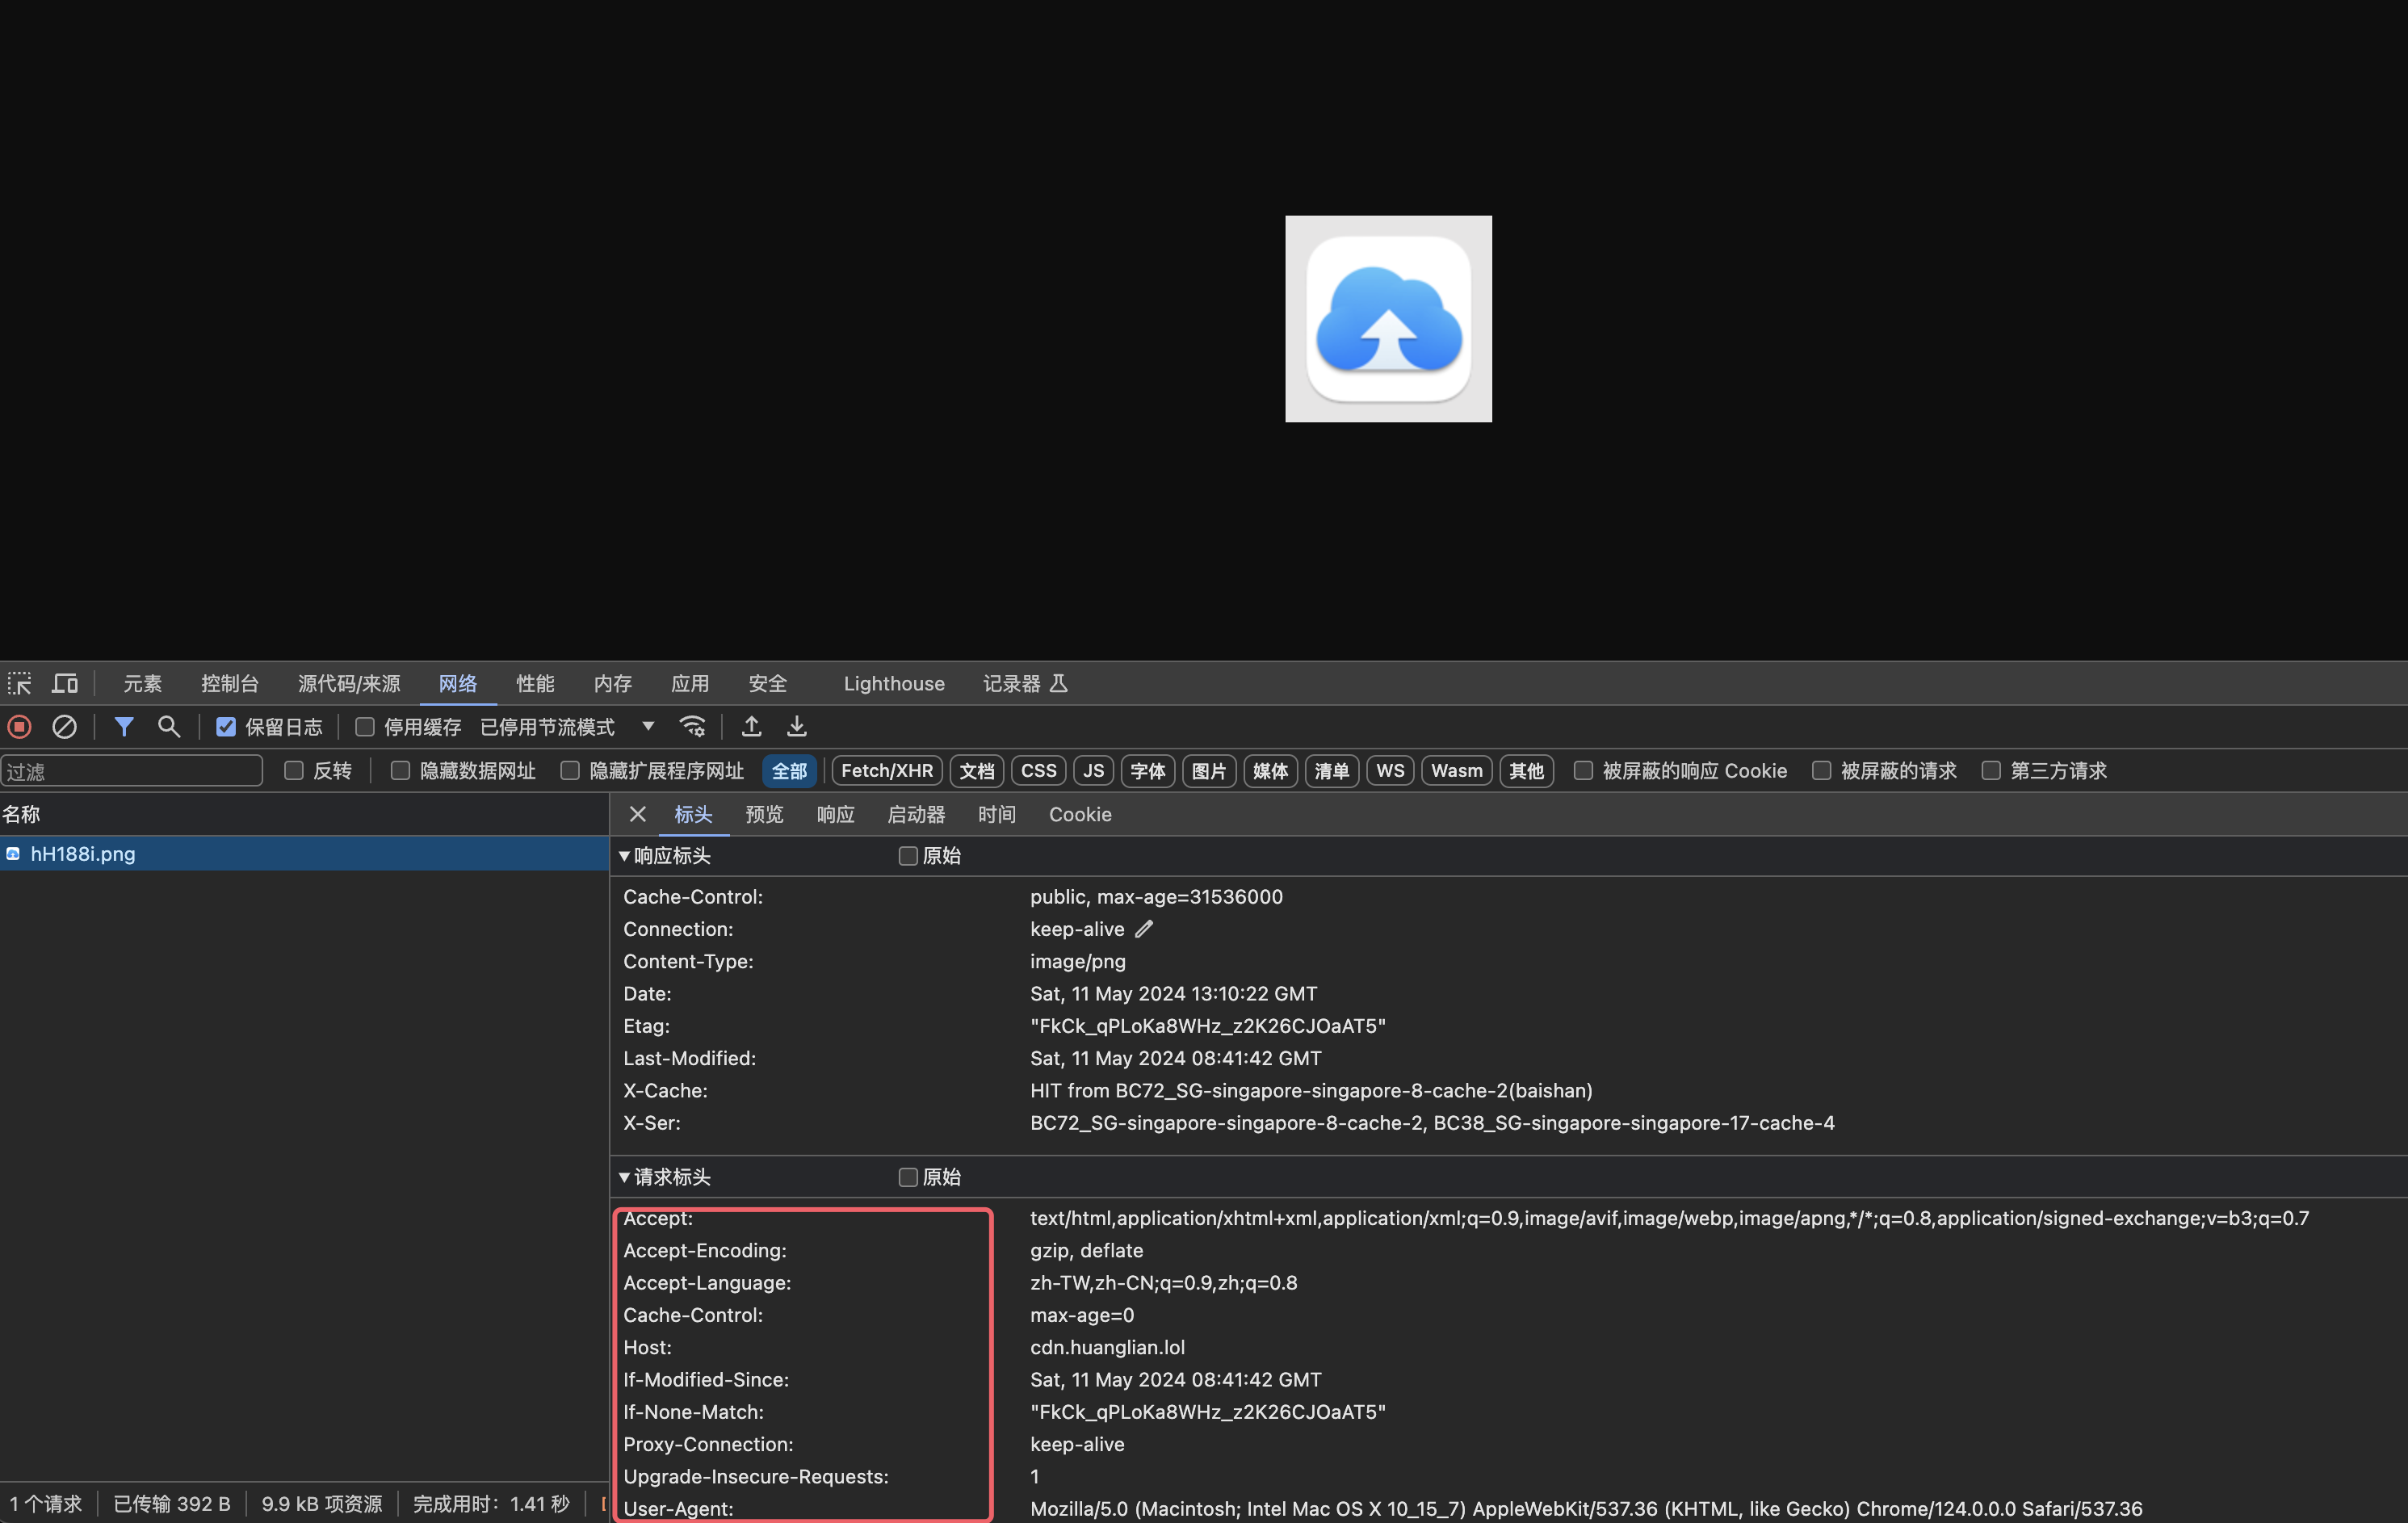 元素 控制台 源代码/来源 网络 性能 内存 应用 安全 Lighthouse 记录器
保留日志 停用缓存 已停用节流模式
过滤 反转 隐藏数据网址 隐藏扩展程序网址 全部 Fetch/XHR 文档 CSS JS 字体 图片 媒体 清单 WS Wasm 其他 被屏蔽的响应 Cookie 被屏蔽的请求 第三方请求
名称 标头 预览 响应 启动器 时间 Cookie
hH188i.png
响应标头 原始
Cache-Control: public, max-age=31536000
Connection: keep-alive
Content-Type: image/png
Date: Sat, 11 May 2024 13:10:22 GMT
Etag: "FkCk_qPLoKa8WHz_z2K26CJOaAT5"
Last-Modified: Sat, 11 May 2024 08:41:42 GMT
X-Cache: HIT from BC72_SG-singapore-singapore-8-cache-2(baishan)
X-Ser: BC72_SG-singapore-singapore-8-cache-2, BC38_SG-singapore-singapore-17-cache-4
请求标头 原始
Accept: text/html,application/xhtml+xml,application/xml;q=0.9,image/avif,image/webp,image/apng,*/*;q=0.8,application/signed-exchange;v=b3;q=0.7
Accept-Encoding: gzip, deflate
Accept-Language: zh-TW,zh-CN;q=0.9,zh;q=0.8
Cache-Control: max-age=0
Host: cdn.huanglian.lol
If-Modified-Since: Sat, 11 May 2024 08:41:42 GMT
If-None-Match: "FkCk_qPLoKa8WHz_z2K26CJOaAT5"
Proxy-Connection: keep-alive
Upgrade-Insecure-Requests: 1
User-Agent: Mozilla/5.0 (Macintosh; Intel Mac OS X 10_15_7) AppleWebKit/537.36 (KHTML, like Gecko) Chrome/124.0.0.0 Safari/537.36
1 个请求 已传输 392 B 9.9 kB 项资源 完成用时：1.41 秒